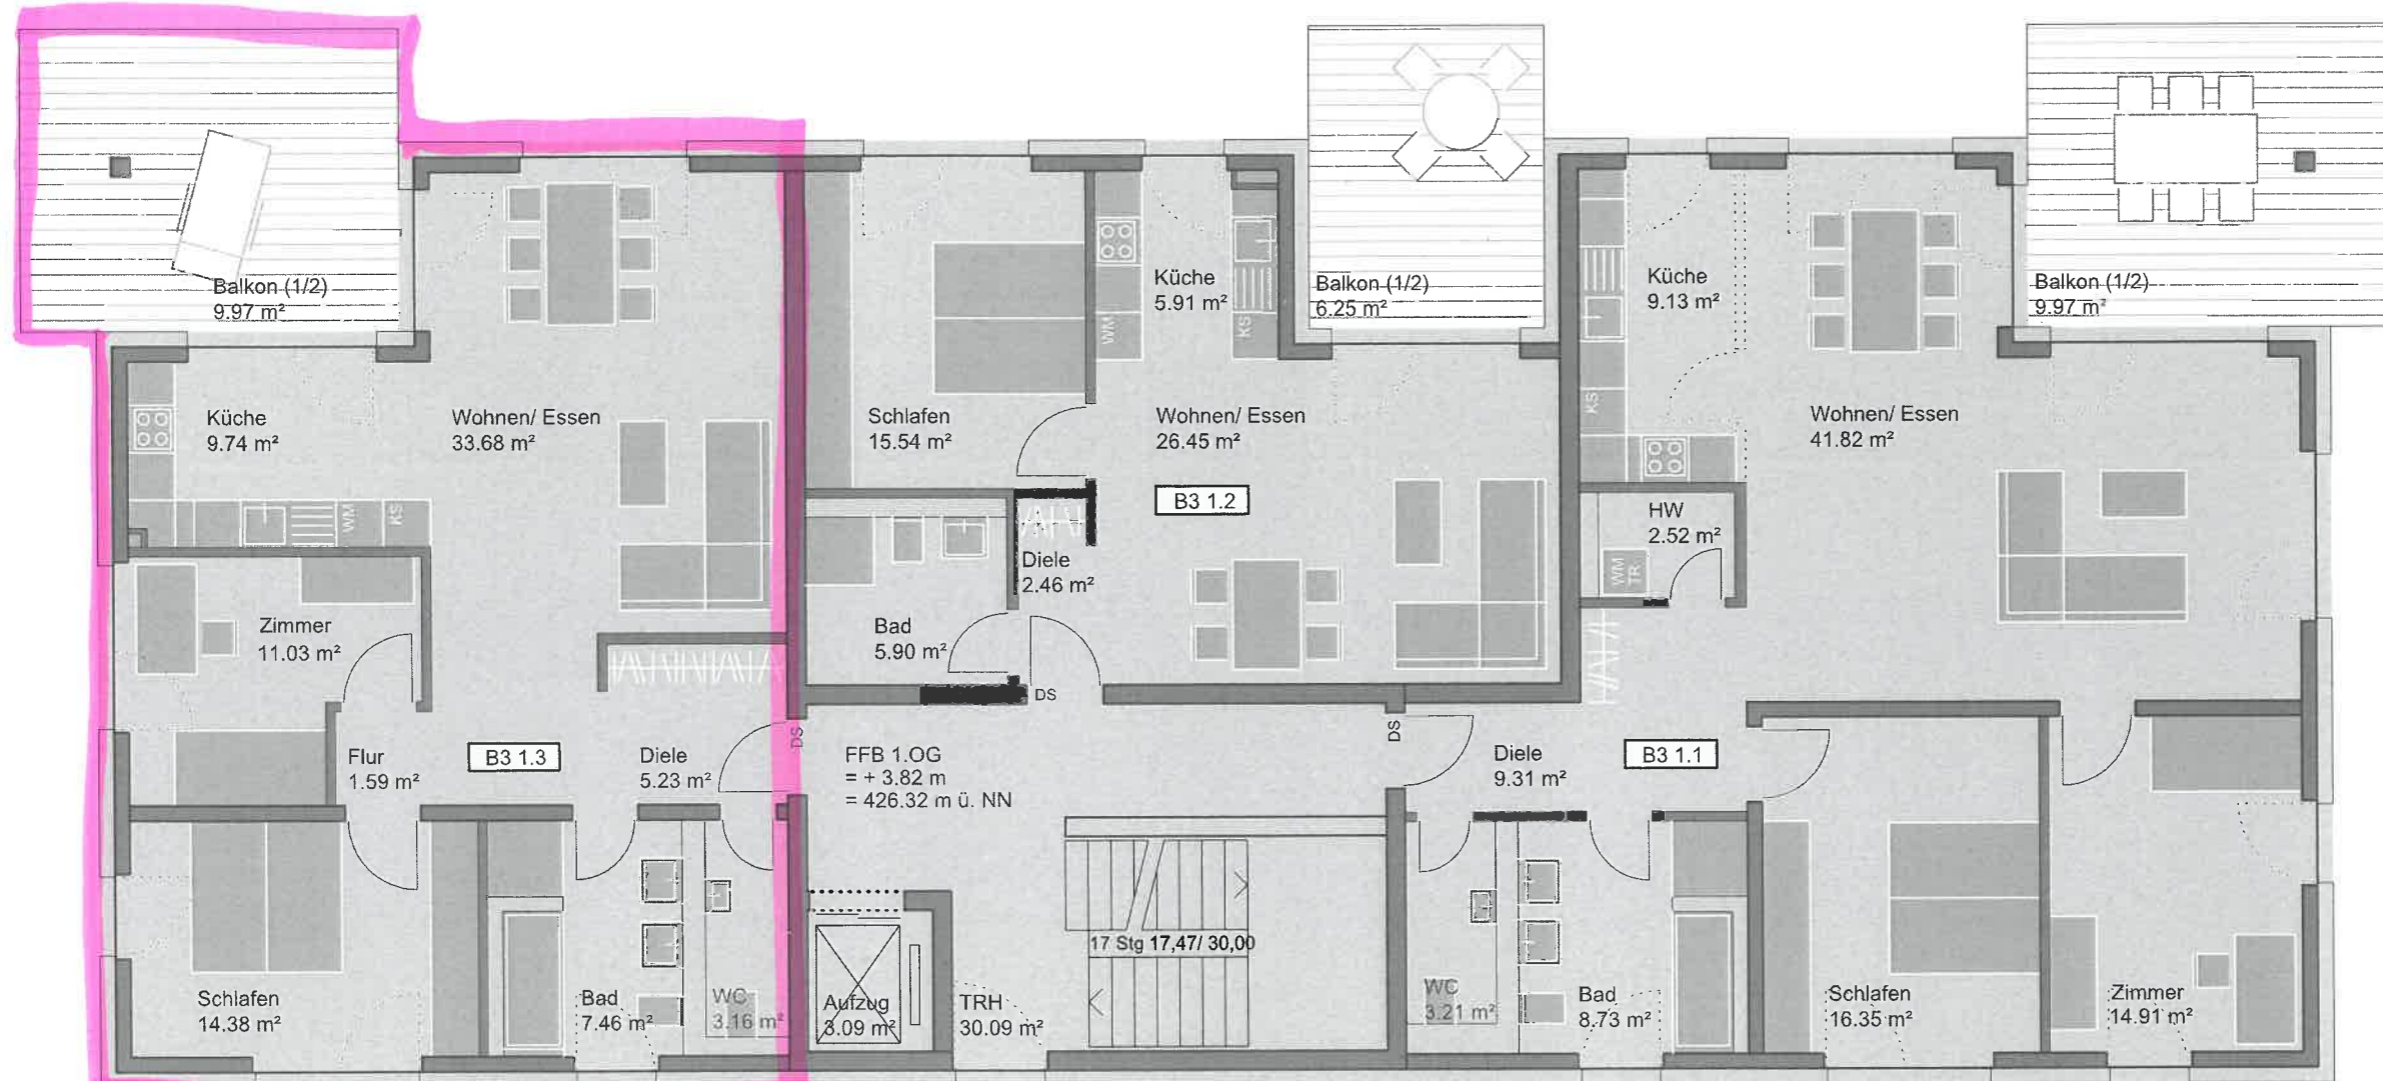 Balkon (1/2)
9.97 m²
Küche
9.74 m²
Wohnen/ Essen
33.68 m²
WM
KS
Zimmer
11.03 m²
Flur
1.59 m²
B3 1.3
Diele
5.23 m²
DS
Schlafen
14.38 m²
Bad
7.46 m²
WC
3.16 m²
Schlafen
15.54 m²
Küche
5.91 m²
WM
KS
Balkon (1/2)
6.25 m²
Wohnen/ Essen
26.45 m²
B3 1.2
Diele
2.46 m²
Bad
5.90 m²
DS
FFB 1.OG
= + 3.82 m
= 426.32 m ü. NN
17 Stg 17,47/ 30,00
Aufzug
3.09 m²
TRH
30.09 m²
DS
Küche
9.13 m²
KS
Balkon (1/2)
9.97 m²
Wohnen/ Essen
41.82 m²
HW
2.52 m²
WM
TR
Diele
9.31 m²
B3 1.1
WC
3.21 m²
Bad
8.73 m²
Schlafen
16.35 m²
Zimmer
14.91 m²